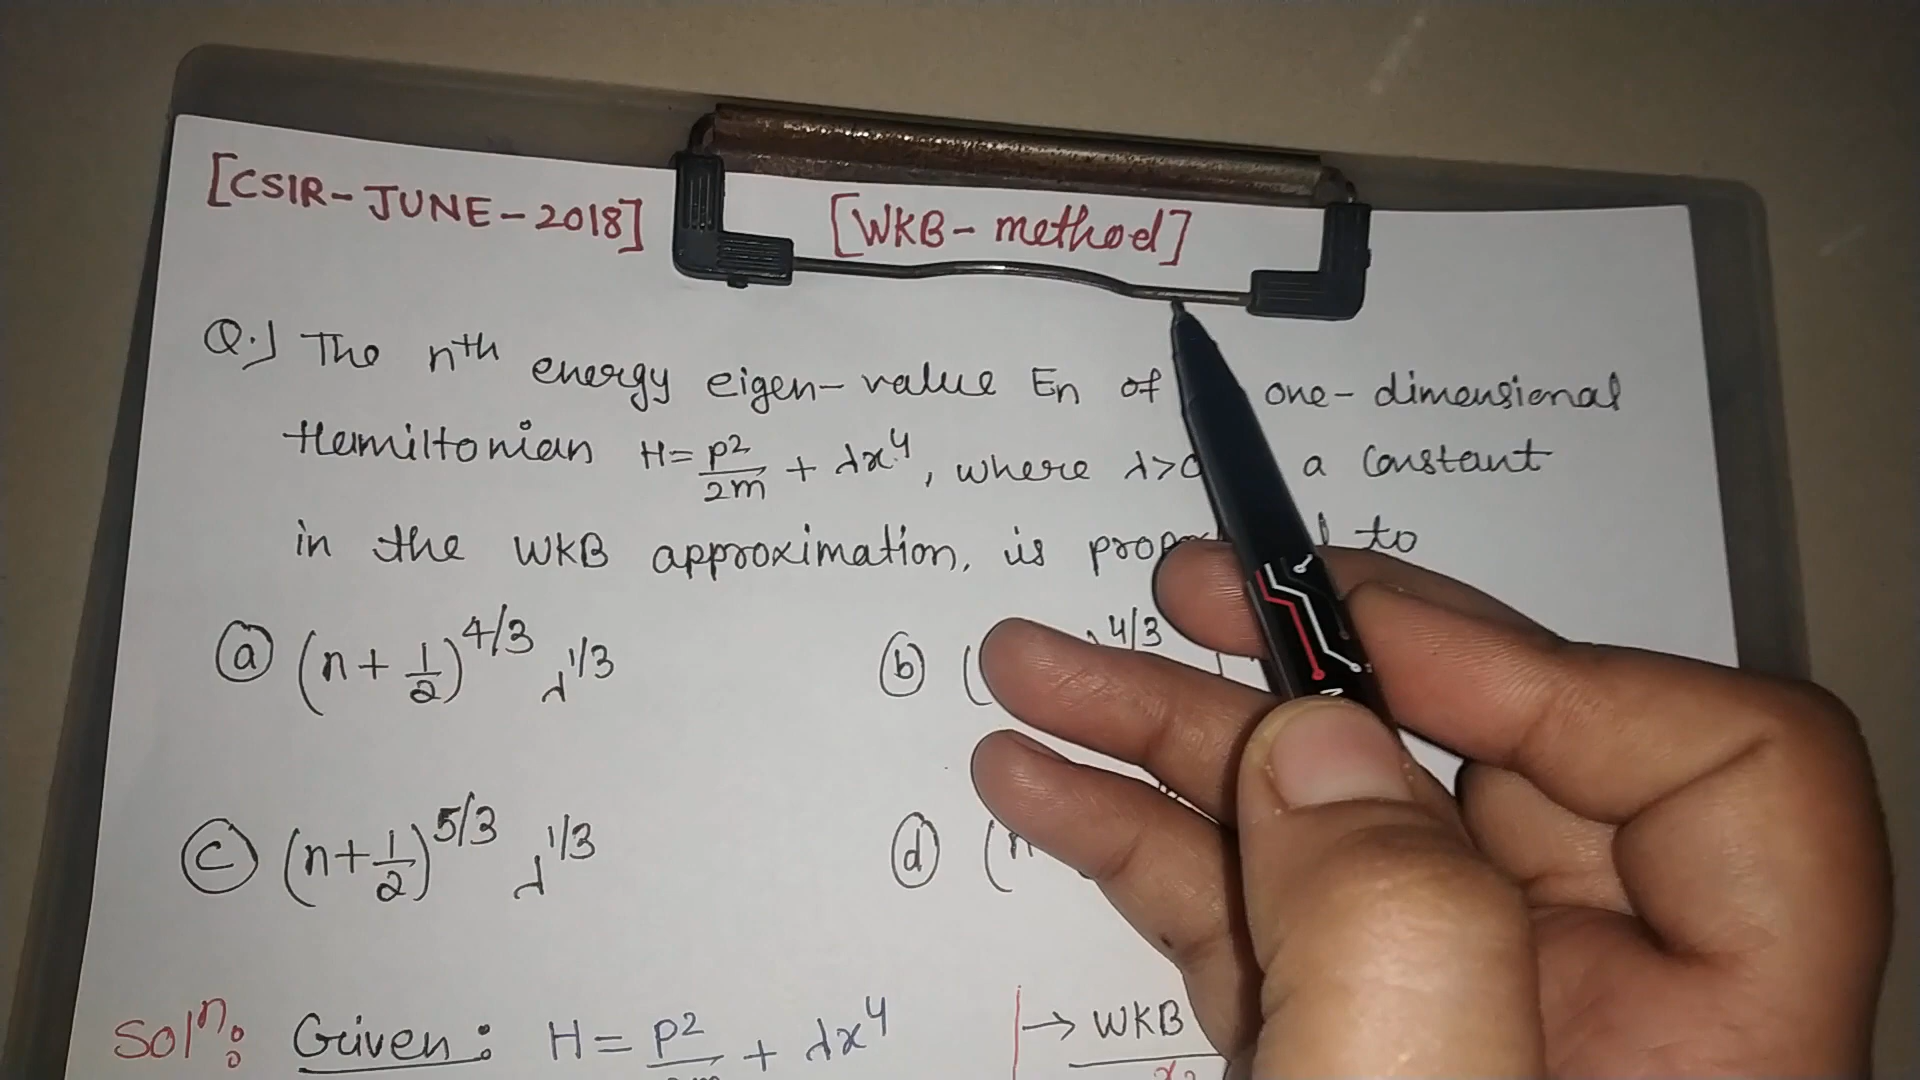 [CSIR-JUNE-2018] [WKB-method]
Q.) The nth energy eigen-value En of one-dimensional
Hamiltonian H = p²/2m + λx⁴, where λ>0 a constant
in the WKB approximation, is to
(a) (n + 1/2)^4/3 λ^1/3 (b) ( 4/3
(c) (n+1/2)^5/3 λ^1/3 (d) (n
Solⁿ: Given: H = p² + λx⁴ → WKB